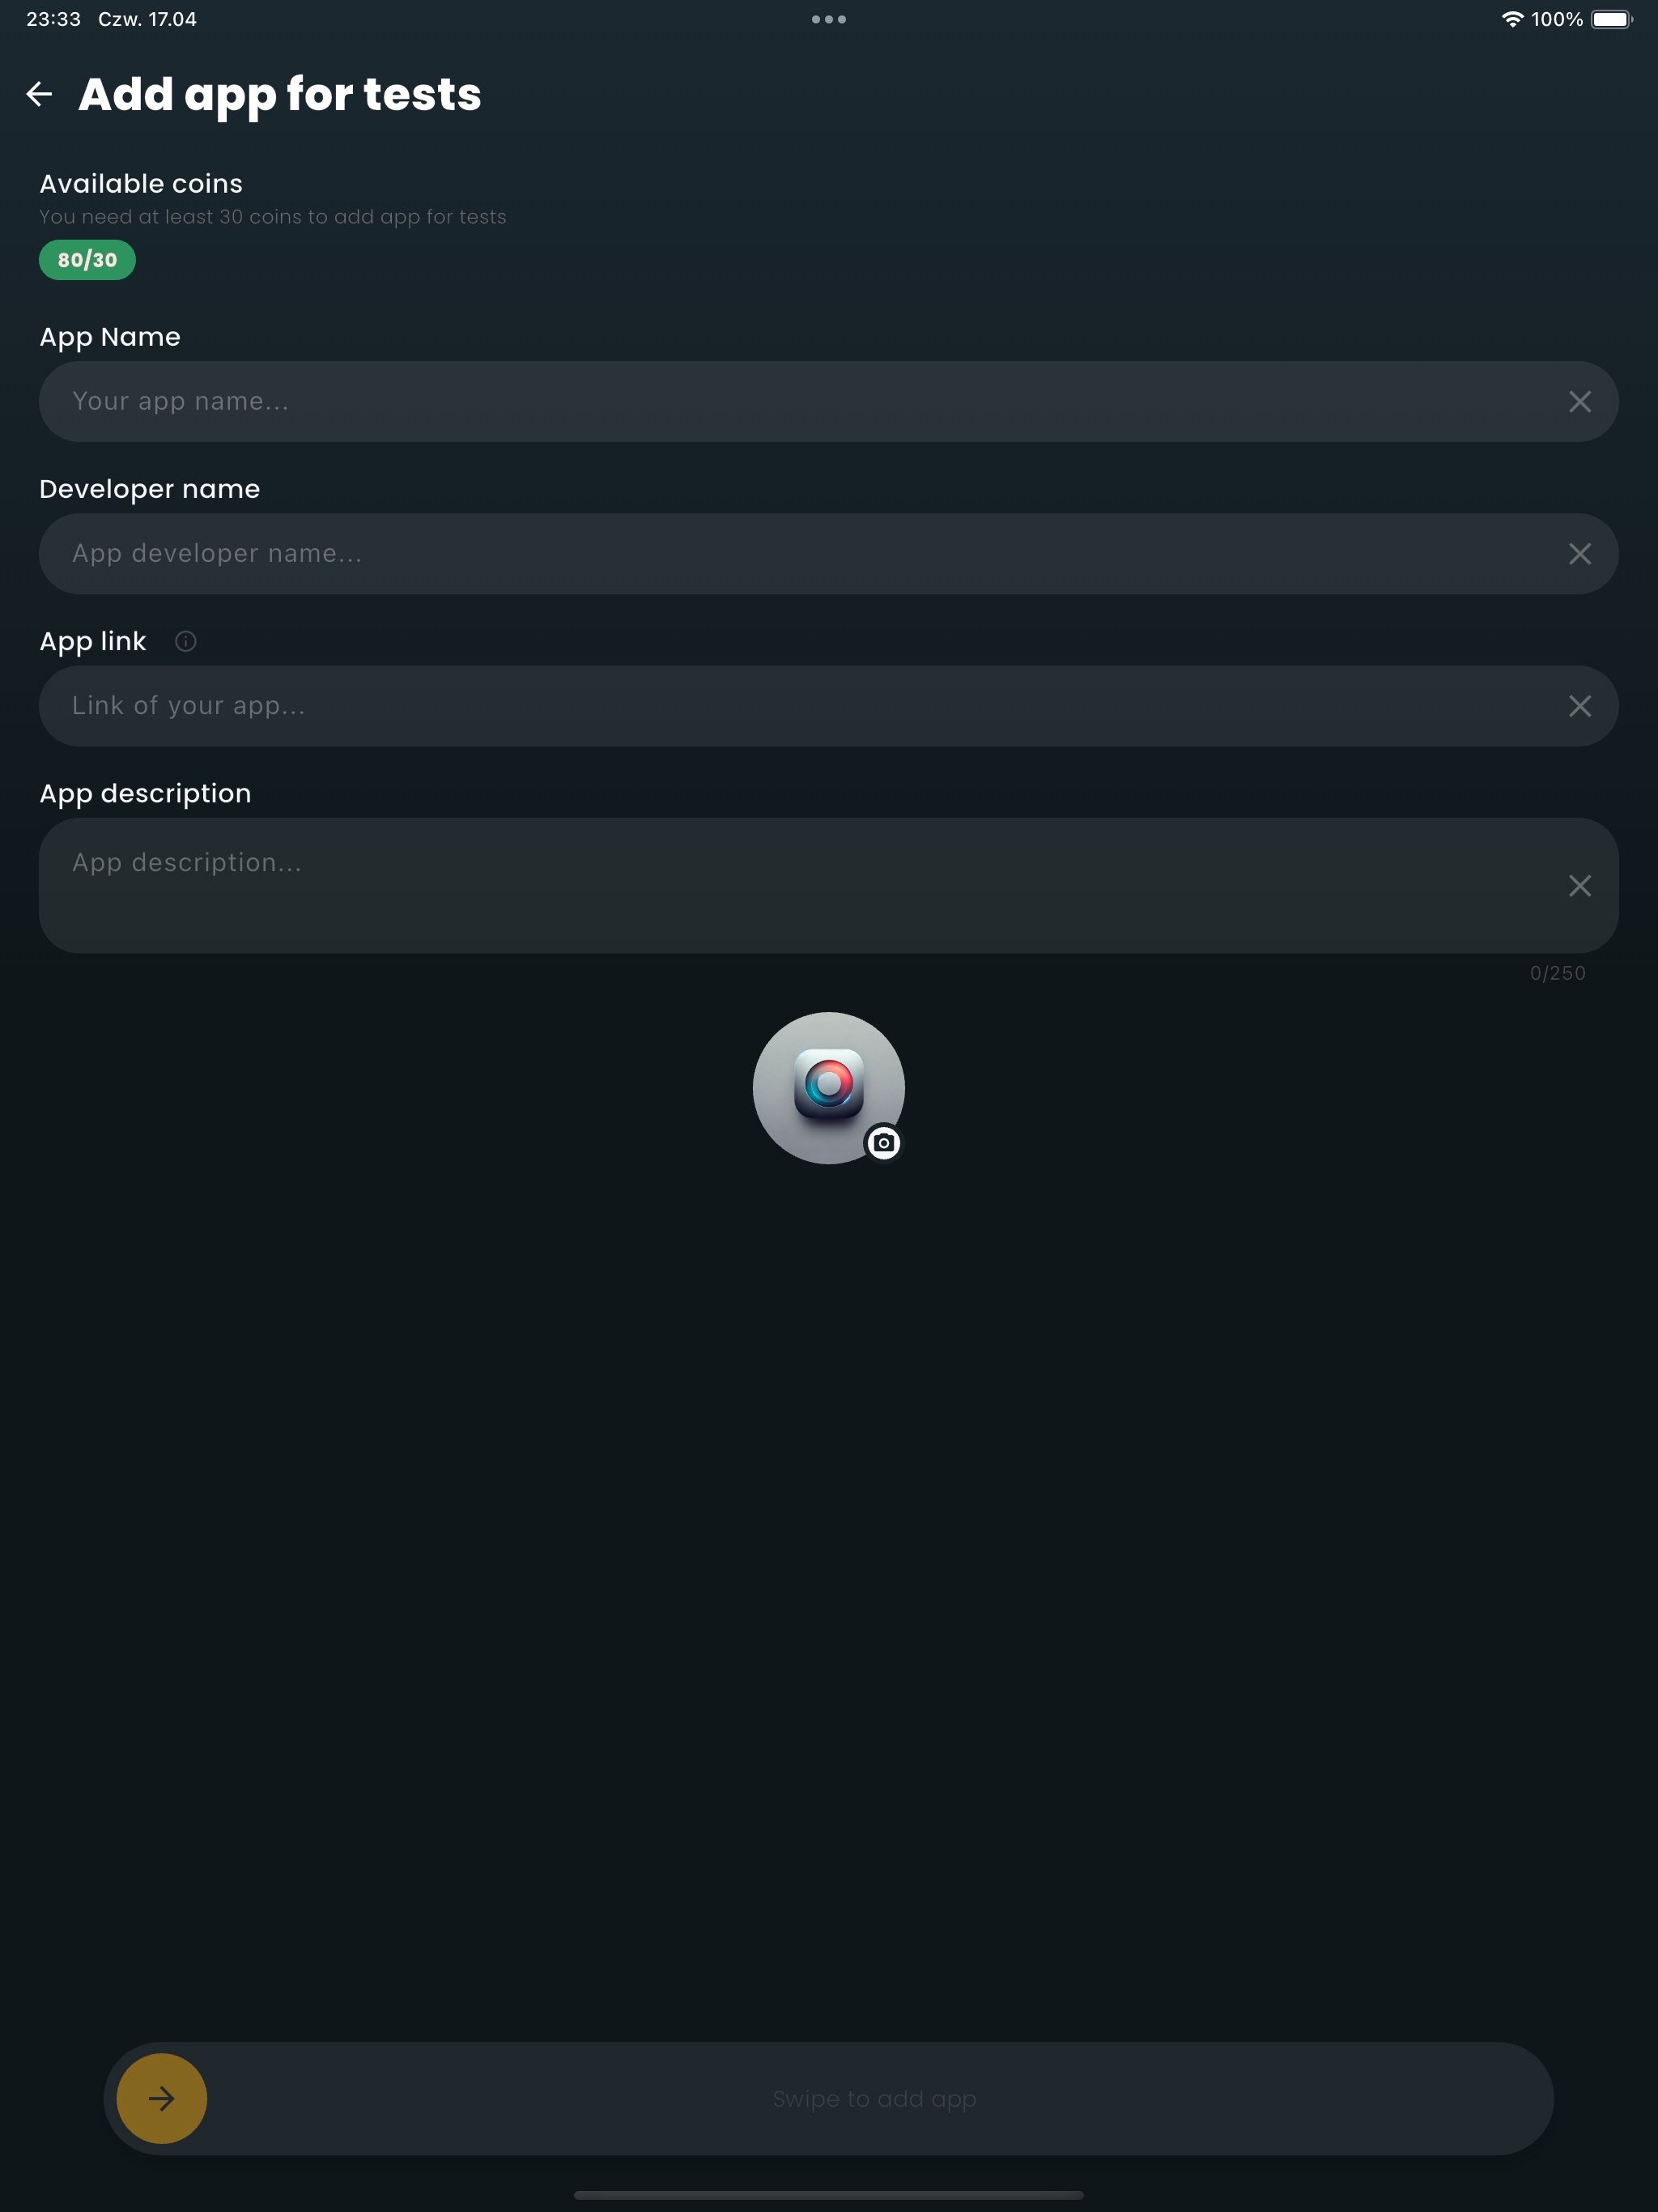 23:33 Czw. 17.04
100%
Add app for tests
Available coins
You need at least 30 coins to add app for tests
80/30
App Name
Your app name...
Developer name
App developer name...
App link
Link of your app...
App description
App description...
0/250
Swipe to add app